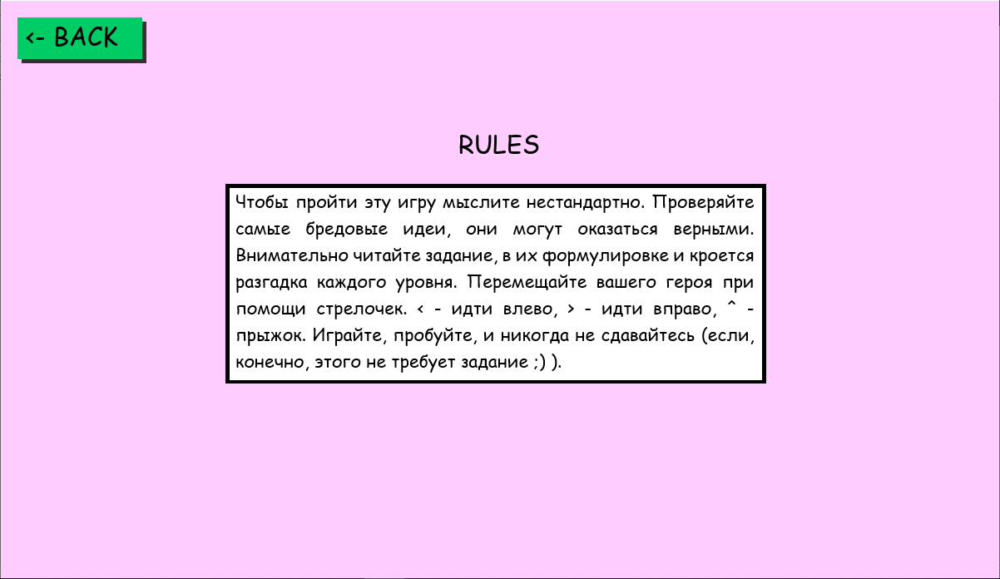 <- BACK
RULES
Чтобы пройти эту игру мыслите нестандартно. Проверяйте
самые бредовые идеи, они могут оказаться верными.
Внимательно читайте задание, в их формулировке и кроется
разгадка каждого уровня. Перемещайте вашего героя при
помощи стрелочек. < - идти влево, > - идти вправо, ^ -
прыжок. Играйте, пробуйте, и никогда не сдавайтесь (если,
конечно, этого не требует задание ;) ).